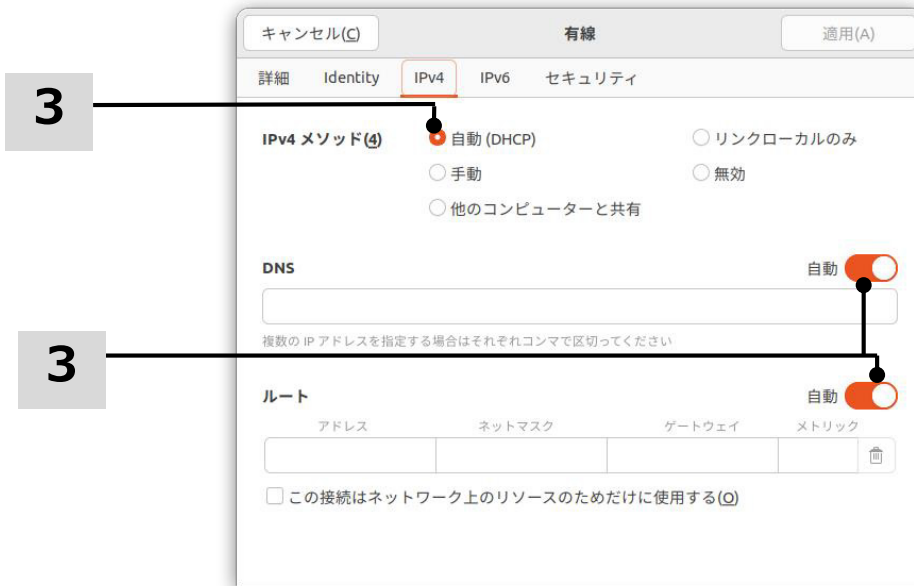 キャンセル(C) 有線 適用(A)
詳細 Identity IPv4 IPv6 セキュリティ
3
IPv4 メソッド(4) 自動 (DHCP) リンクローカルのみ
手動 無効
他のコンピューターと共有
DNS 自動
複数の IP アドレスを指定する場合はそれぞれコンマで区切ってください
3
ルート 自動
アドレス ネットマスク ゲートウェイ メトリック
この接続はネットワーク上のリソースのためだけに使用する(O)